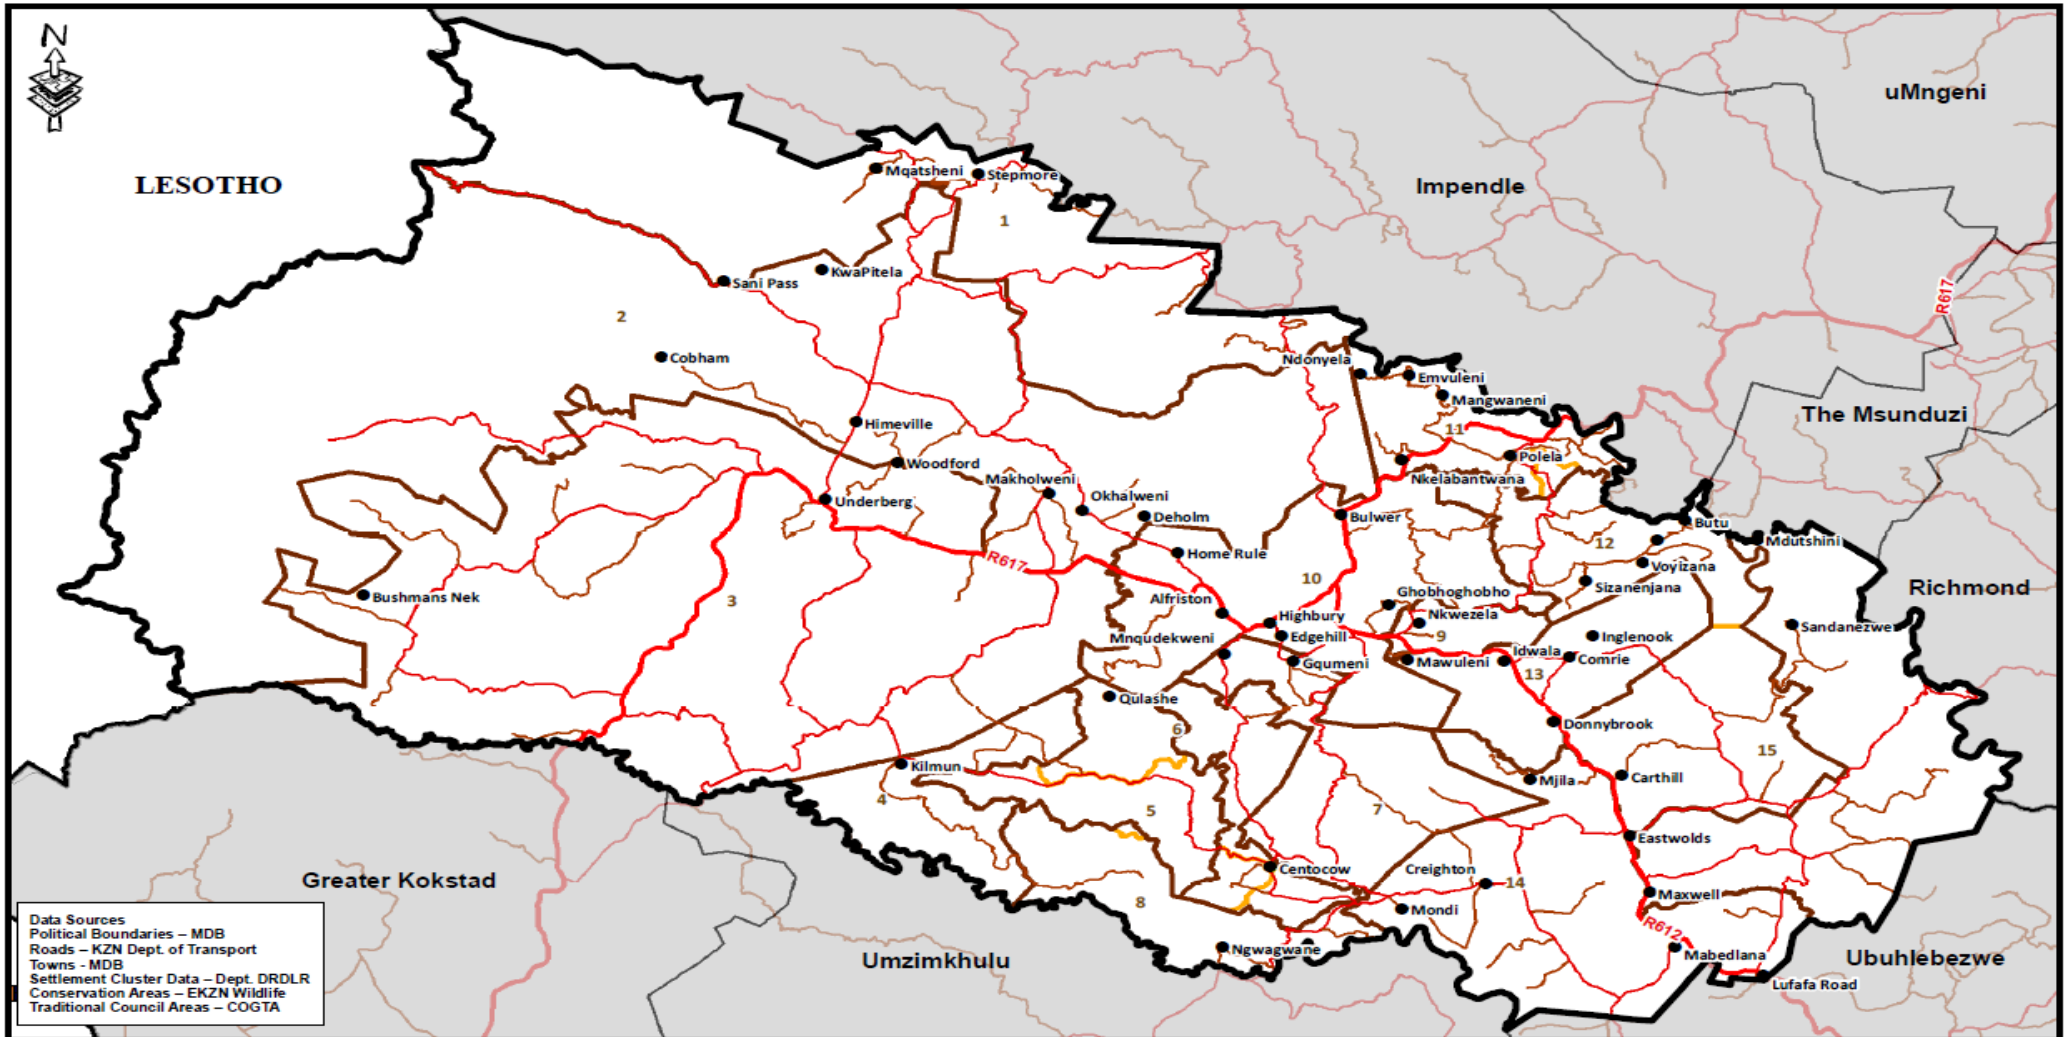 N
uMngeni
LESOTHO
Mqatsheni
Stepmore
Impendle
1
KwaPitela
Sani Pass
R617
2
Cobham
Ndonyela
Emvuleni
Mangwaneni
The Msunduzi
Himeville
11
Polela
Woodford
Makholweni
Nkelabantwana
Okhalweni
Underberg
Deholm
Bulwer
Butu
Mdutshini
12
Home Rule
R617
Voyizana
10
Sizanenjana
Richmond
Bushmans Nek
3
Alfriston
Ghobhoghobho
Highbury
Nkwezela
Sandanezwe
Mnqudekweni
Edgehill
9
Inglenook
Idwala
Gqumeni
Mawuleni
Comrie
13
Qulashe
Donnybrook
6
15
Kilmun
Mjila
Carthill
4
5
7
Eastwolds
Centocow
Creighton
14
Greater Kokstad
Maxwell
8
Mondi
R612
Ngwagwane
Mabedlana
Umzimkhulu
Ubuhlebezwe
Lufafa Road
Data Sources
Political Boundaries – MDB
Roads – KZN Dept. of Transport
Towns - MDB
Settlement Cluster Data – Dept. DRDLR
Conservation Areas – EKZN Wildlife
Traditional Council Areas – COGTA